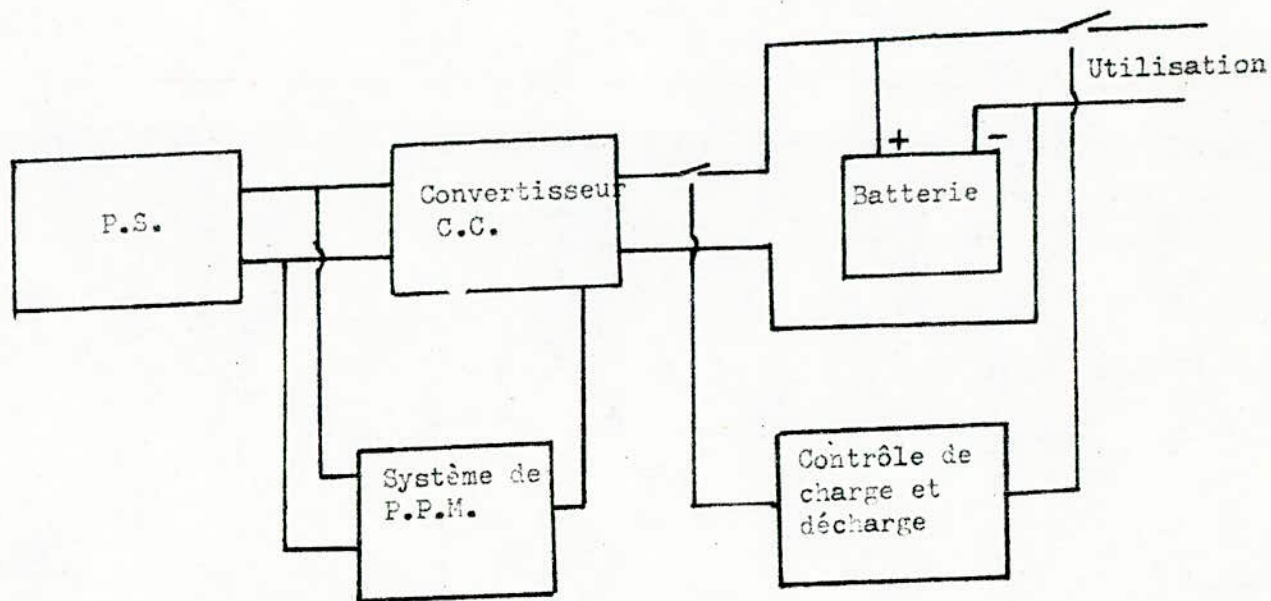 Utilisation
+ -
P.S.
Convertisseur
C.C.
Batterie
Système de
P.P.M.
Contrôle de
charge et
décharge